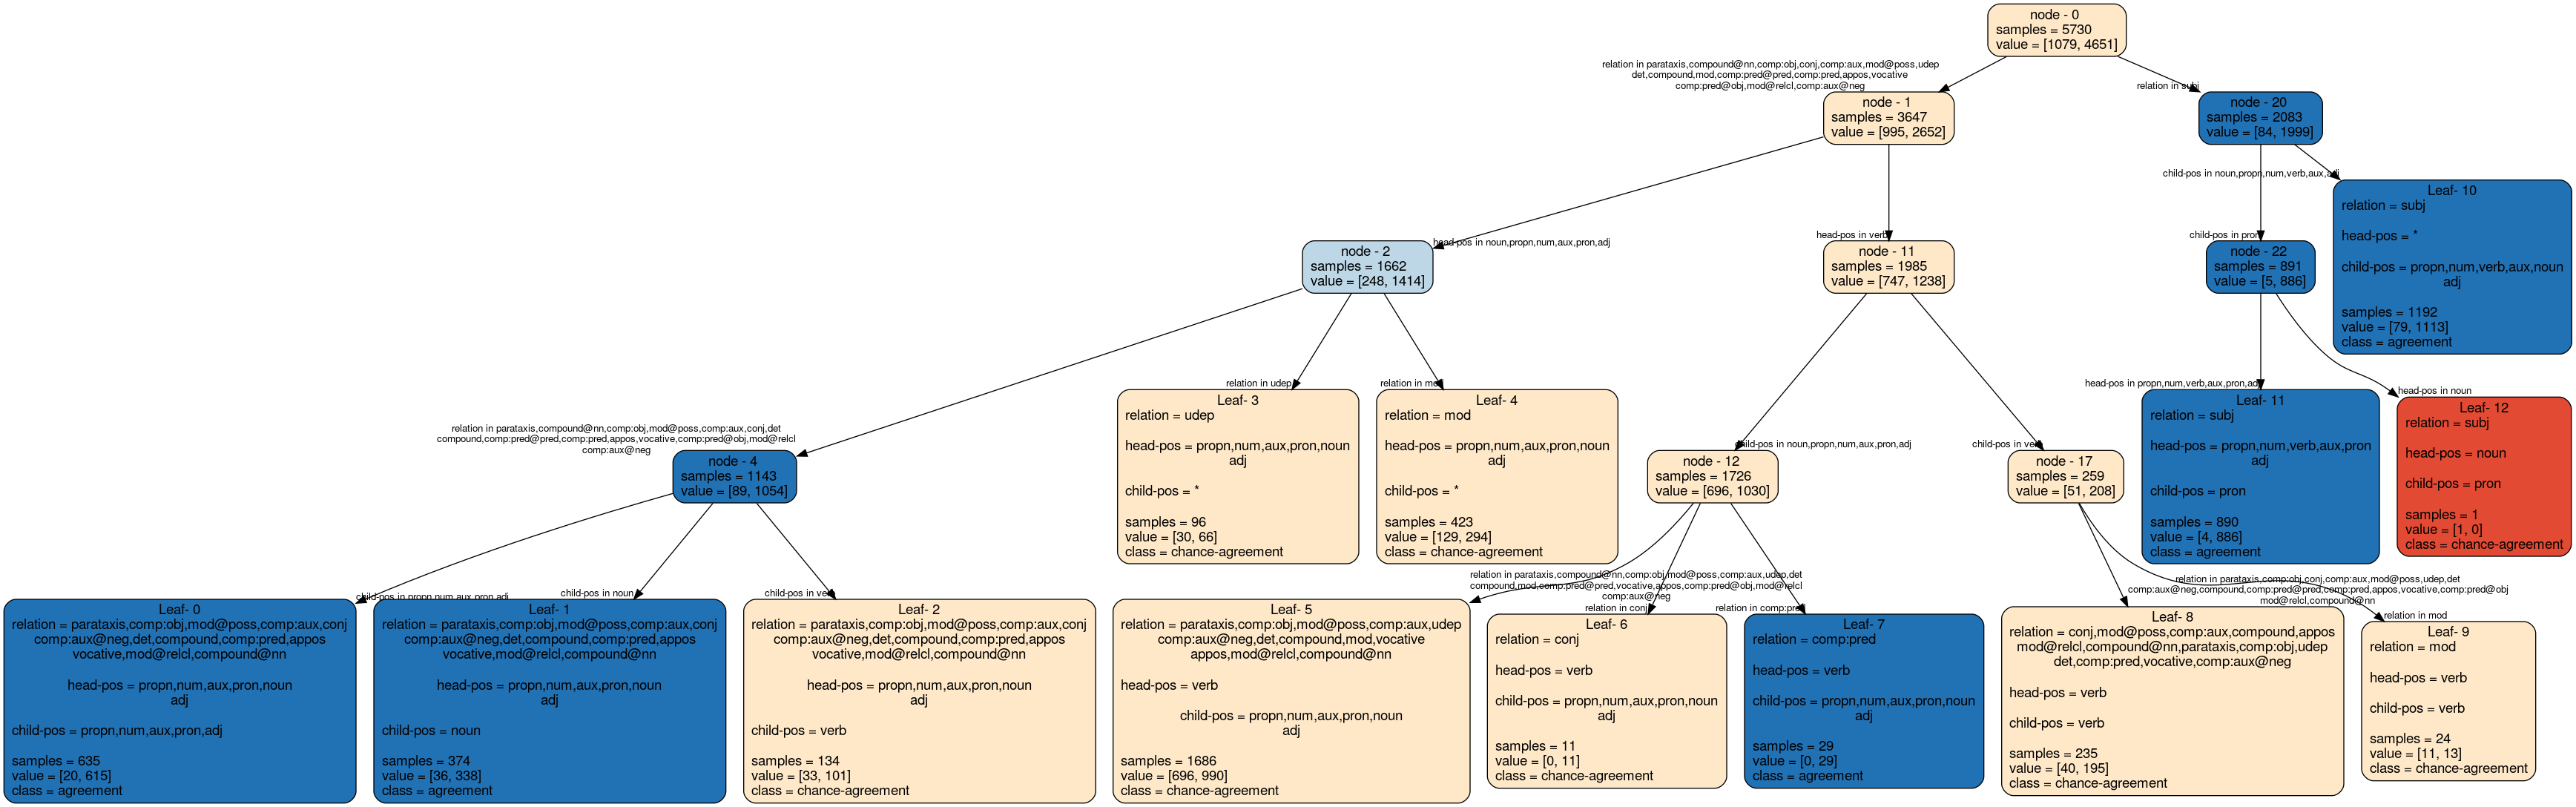 node - 0
samples = 5730
value = [1079, 4651]
relation in parataxis,compound@nn,comp:obj,conj,comp:aux,mod@poss,udep
det,compound,mod,comp:pred@pred,comp:pred,appos,vocative
comp:pred@obj,mod@relcl,comp:aux@neg
relation in subj
node - 1
samples = 3647
value = [995, 2652]
node - 20
samples = 2083
value = [84, 1999]
head-pos in noun,propn,num,aux,pron,adj
head-pos in verb
child-pos in noun,propn,num,verb,aux,adj
child-pos in pron
node - 2
samples = 1662
value = [248, 1414]
node - 11
samples = 1985
value = [747, 1238]
node - 22
samples = 891
value = [5, 886]
Leaf- 10
relation = subj
head-pos = *
child-pos = propn,num,verb,aux,noun
adj
samples = 1192
value = [79, 1113]
class = agreement
relation in parataxis,compound@nn,comp:obj,mod@poss,comp:aux,conj,det
compound,comp:pred@pred,comp:pred,appos,vocative,comp:pred@obj,mod@relcl
comp:aux@neg
relation in udep
relation in mod
child-pos in noun,propn,num,aux,pron,adj
child-pos in verb
head-pos in propn,num,verb,aux,pron,adj
head-pos in noun
node - 4
samples = 1143
value = [89, 1054]
Leaf- 3
relation = udep
head-pos = propn,num,aux,pron,noun
adj
child-pos = *
samples = 96
value = [30, 66]
class = chance-agreement
Leaf- 4
relation = mod
head-pos = propn,num,aux,pron,noun
adj
child-pos = *
samples = 423
value = [129, 294]
class = chance-agreement
node - 12
samples = 1726
value = [696, 1030]
node - 17
samples = 259
value = [51, 208]
Leaf- 11
relation = subj
head-pos = propn,num,verb,aux,pron
adj
child-pos = pron
samples = 890
value = [4, 886]
class = agreement
Leaf- 12
relation = subj
head-pos = noun
child-pos = pron
samples = 1
value = [1, 0]
class = chance-agreement
child-pos in propn,num,aux,pron,adj
child-pos in noun
child-pos in verb
relation in parataxis,compound@nn,comp:obj,mod@poss,comp:aux,udep,det
compound,mod,comp:pred@pred,vocative,appos,comp:pred@obj,mod@relcl
comp:aux@neg
relation in conj
relation in comp:pred
relation in parataxis,comp:obj,conj,comp:aux,mod@poss,udep,det
comp:aux@neg,compound,comp:pred@pred,comp:pred,appos,vocative,comp:pred@obj
mod@relcl,compound@nn
relation in mod
Leaf- 0
relation = parataxis,comp:obj,mod@poss,comp:aux,conj
comp:aux@neg,det,compound,comp:pred,appos
vocative,mod@relcl,compound@nn
head-pos = propn,num,aux,pron,noun
adj
child-pos = propn,num,aux,pron,adj
samples = 635
value = [20, 615]
class = agreement
Leaf- 1
relation = parataxis,comp:obj,mod@poss,comp:aux,conj
comp:aux@neg,det,compound,comp:pred,appos
vocative,mod@relcl,compound@nn
head-pos = propn,num,aux,pron,noun
adj
child-pos = noun
samples = 374
value = [36, 338]
class = agreement
Leaf- 2
relation = parataxis,comp:obj,mod@poss,comp:aux,conj
comp:aux@neg,det,compound,comp:pred,appos
vocative,mod@relcl,compound@nn
head-pos = propn,num,aux,pron,noun
adj
child-pos = verb
samples = 134
value = [33, 101]
class = chance-agreement
Leaf- 5
relation = parataxis,comp:obj,mod@poss,comp:aux,udep
comp:aux@neg,det,compound,mod,vocative
appos,mod@relcl,compound@nn
head-pos = verb
child-pos = propn,num,aux,pron,noun
adj
samples = 1686
value = [696, 990]
class = chance-agreement
Leaf- 6
relation = conj
head-pos = verb
child-pos = propn,num,aux,pron,noun
adj
samples = 11
value = [0, 11]
class = chance-agreement
Leaf- 7
relation = comp:pred
head-pos = verb
child-pos = propn,num,aux,pron,noun
adj
samples = 29
value = [0, 29]
class = agreement
Leaf- 8
relation = conj,mod@poss,comp:aux,compound,appos
mod@relcl,compound@nn,parataxis,comp:obj,udep
det,comp:pred,vocative,comp:aux@neg
head-pos = verb
child-pos = verb
samples = 235
value = [40, 195]
class = chance-agreement
Leaf- 9
relation = mod
head-pos = verb
child-pos = verb
samples = 24
value = [11, 13]
class = chance-agreement